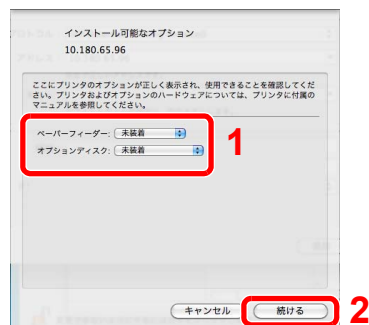 インストール可能なオプション
10.180.65.96
ここにプリンタのオプションが正しく表示され、使用できることを確認してくだ
さい。プリンタおよびオプションのハードウェアについては、プリンタに付属の
マニュアルを参照してください。
ペーパーフィーダー: 未装着
オプションディスク: 未装着
1
キャンセル 続ける 2